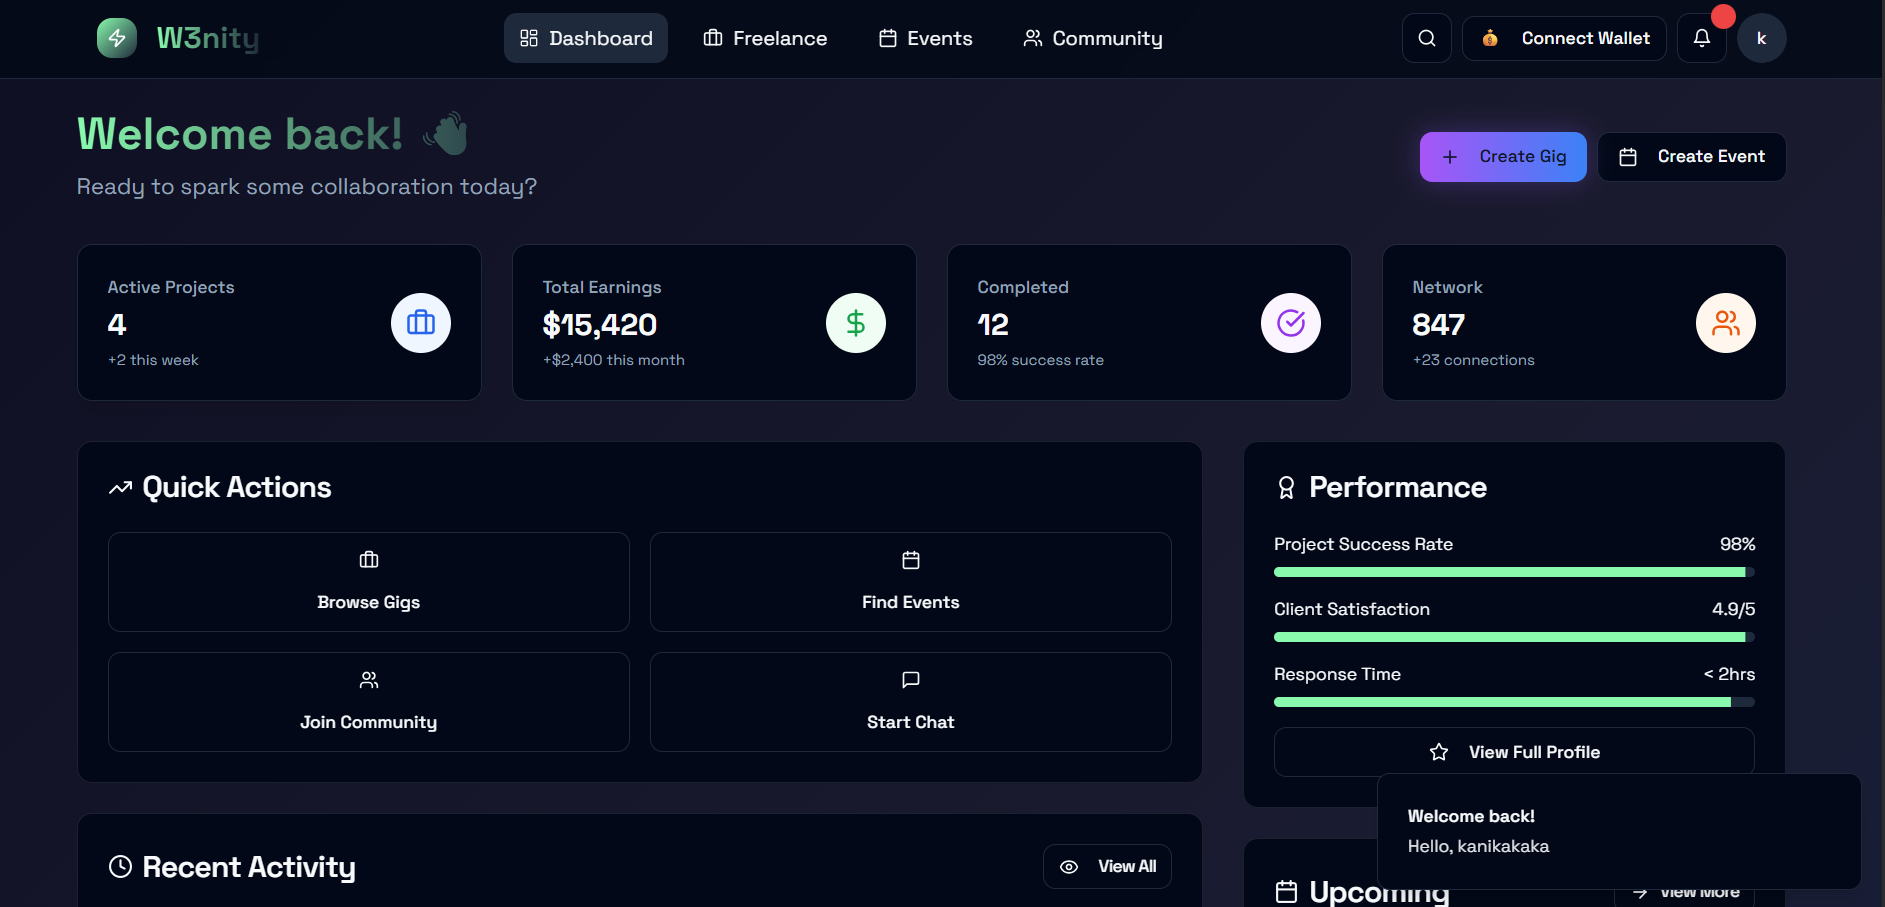 W3nity
Dashboard
Freelance
Events
Community
Connect Wallet
k
Welcome back!
Ready to spark some collaboration today?
Create Gig
Create Event
Active Projects
4
+2 this week
Total Earnings
$15,420
+$2,400 this month
Completed
12
98% success rate
Network
847
+23 connections
Quick Actions
Browse Gigs
Find Events
Join Community
Start Chat
Performance
Project Success Rate 98%
Client Satisfaction 4.9/5
Response Time < 2hrs
View Full Profile
Recent Activity
View All
Welcome back!
Hello, kanikakaka
Upcoming
View More